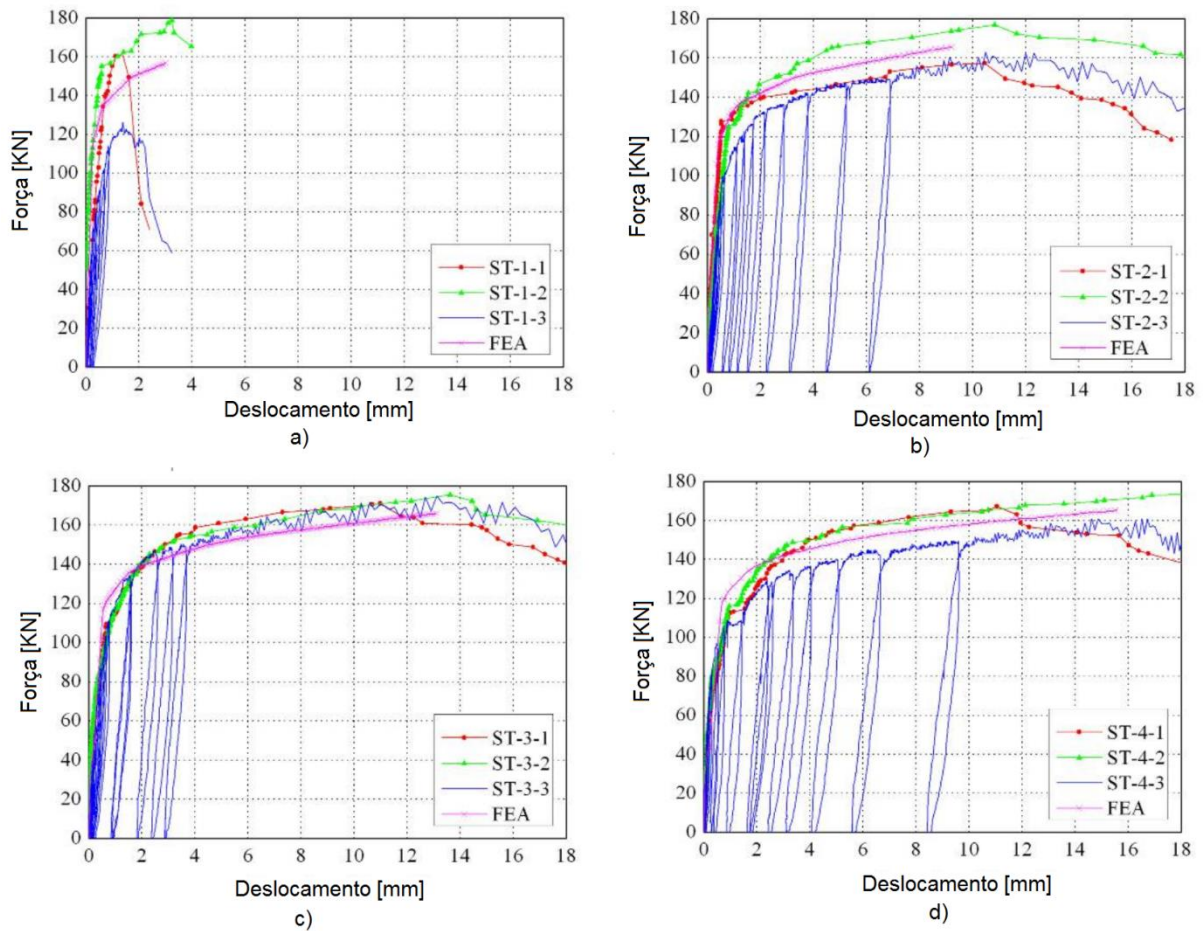 180
160
140
120
100
80
60
40
20
0
Força [KN]
ST-1-1
ST-1-2
ST-1-3
FEA
0 2 4 6 8 10 12 14 16 18
Deslocamento [mm]
a)
180
160
140
120
100
80
60
40
20
0
Força [KN]
ST-2-1
ST-2-2
ST-2-3
FEA
0 2 4 6 8 10 12 14 16 18
Deslocamento [mm]
b)
180
160
140
120
100
80
60
40
20
0
Força [KN]
ST-3-1
ST-3-2
ST-3-3
FEA
0 2 4 6 8 10 12 14 16 18
Deslocamento [mm]
c)
180
160
140
120
100
80
60
40
20
0
Força [KN]
ST-4-1
ST-4-2
ST-4-3
FEA
0 2 4 6 8 10 12 14 16 18
Deslocamento [mm]
d)